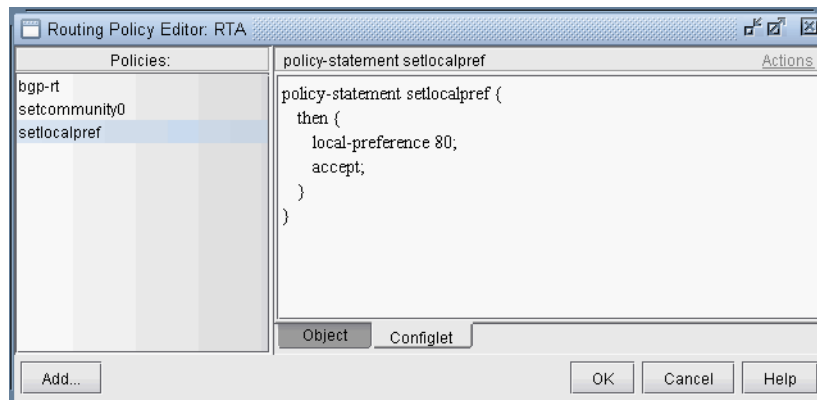 Routing Policy Editor: RTA
Policies:
bgp-rt
setcommunity0
setlocalpref
policy-statement setlocalpref
Actions
policy-statement setlocalpref {
then {
local-preference 80;
accept;
}
}
Object
Configlet
Add...
OK
Cancel
Help